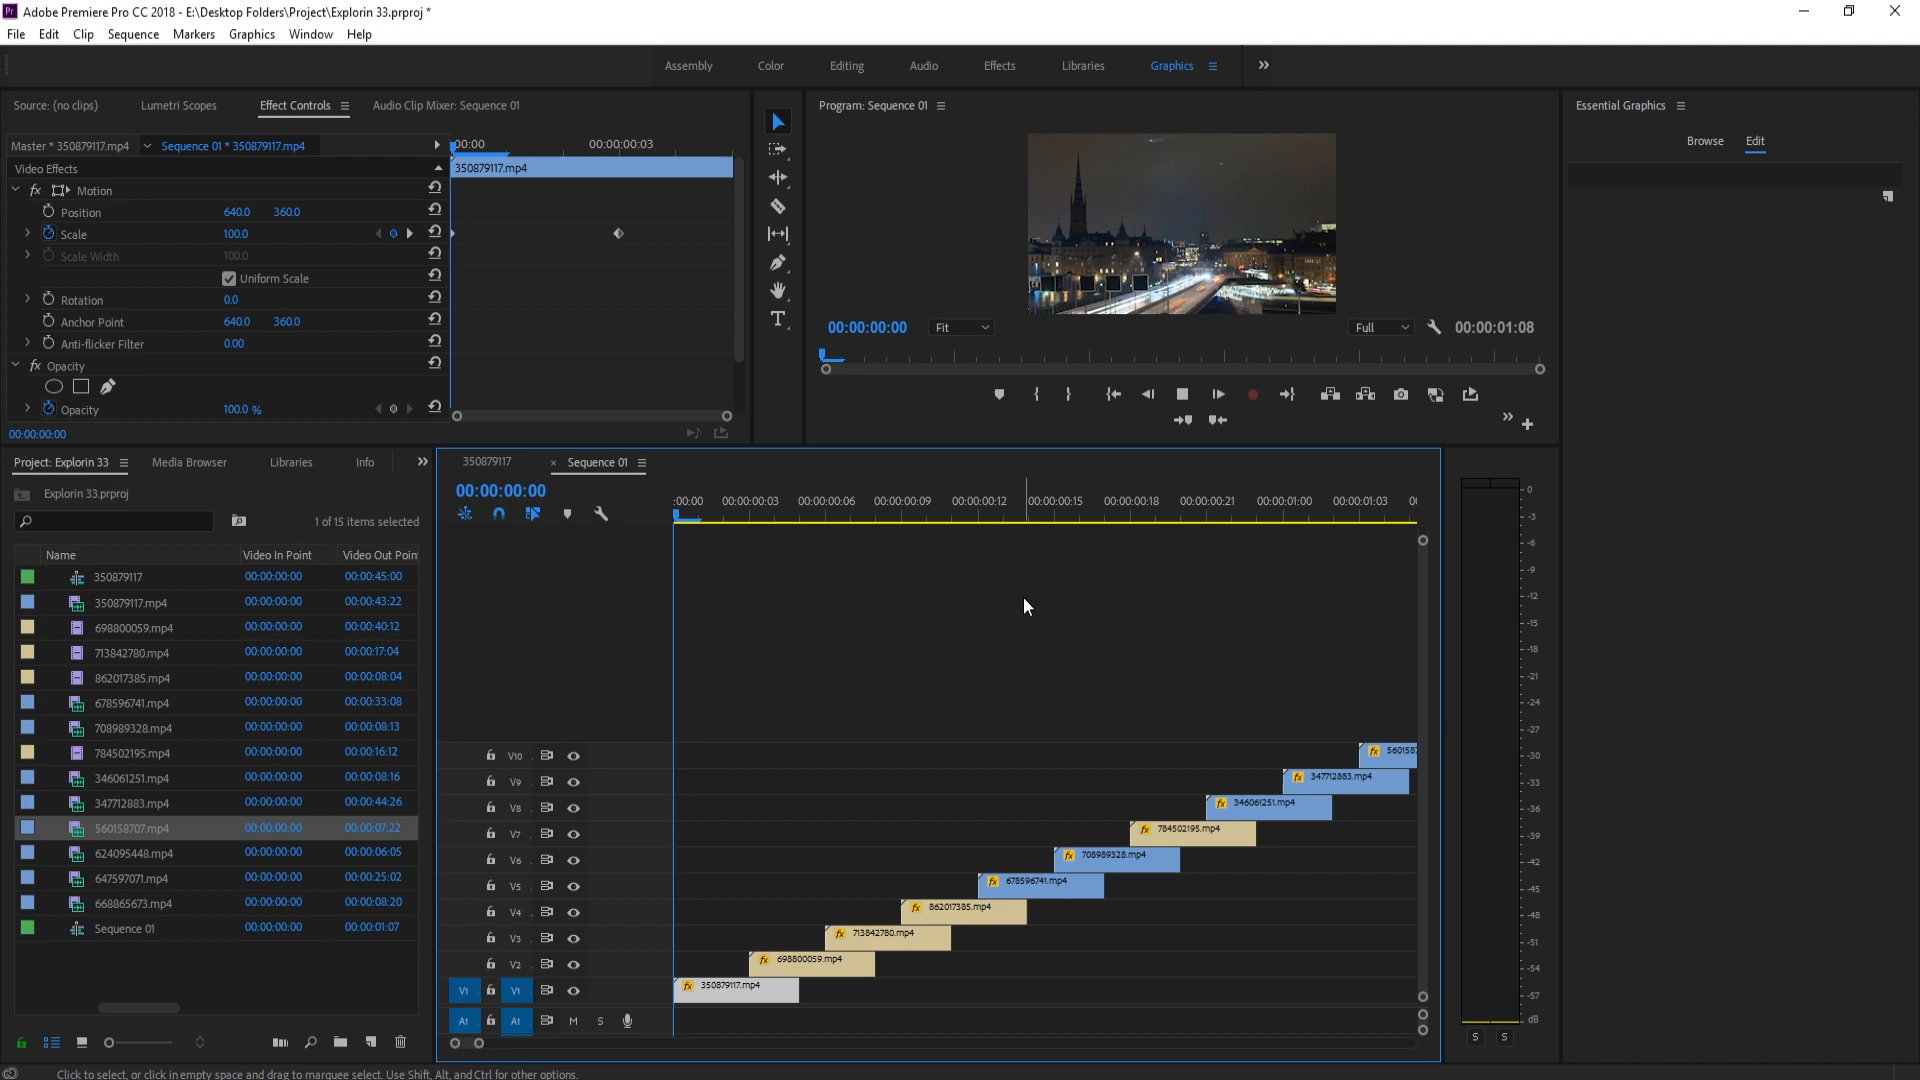 Adobe Premiere Pro CC 2018 - E:\Desktop Folders\Project\Explorin 33.prproj *
File Edit Clip Sequence Markers Graphics Window Help
Assembly Color Editing Audio Effects Libraries Graphics
Source: (no clips) Lumetri Scopes Effect Controls Audio Clip Mixer: Sequence 01
Program: Sequence 01
Essential Graphics
Browse Edit
Master * 350879117.mp4 Sequence 01 * 350879117.mp4
:00:00 00:00:00:03
Video Effects
350879117.mp4
fx Motion
Position 640.0 360.0
Scale 100.0
Scale Width 100.0
Uniform Scale
Rotation 0.0
Anchor Point 640.0 360.0
Anti-flicker Filter 0.00
fx Opacity
Opacity 100.0 %
00:00:00:00
00:00:00:00 Fit Full 00:00:01:08
Project: Explorin 33 Media Browser Libraries Info
Explorin 33.prproj
1 of 15 items selected
Name Video In Point Video Out Poin
350879117 00:00:00:00 00:00:45:00
350879117.mp4 00:00:00:00 00:00:43:22
698800059.mp4 00:00:00:00 00:00:40:12
713842780.mp4 00:00:00:00 00:00:17:04
862017385.mp4 00:00:00:00 00:00:08:04
678596741.mp4 00:00:00:00 00:00:33:08
708989328.mp4 00:00:00:00 00:00:08:13
784502195.mp4 00:00:00:00 00:00:16:12
346061251.mp4 00:00:00:00 00:00:08:16
347712883.mp4 00:00:00:00 00:00:44:26
560158707.mp4 00:00:00:00 00:00:07:22
624095448.mp4 00:00:00:00 00:00:06:05
647597071.mp4 00:00:00:00 00:00:25:02
668865673.mp4 00:00:00:00 00:00:08:20
Sequence 01 00:00:00:00 00:00:01:07
350879117 × Sequence 01
00:00:00:00
:00:00 00:00:00:03 00:00:00:06 00:00:00:09 00:00:00:12 00:00:00:15 00:00:00:18 00:00:00:21 00:00:01:00 00:00:01:03 0(
V10 fx 560158
V9 fx 347712883.mp4
V8 fx 346061251.mp4
V7 fx 784502195.mp4
V6 fx 708989328.mp4
V5 fx 678596741.mp4
V4 fx 862017385.mp4
V3 fx 713842780.mp4
V2 fx 698800059.mp4
V1 V1 fx 350879117.mp4
A1 A1 M S
0
-3
-6
-9
-12
-15
-18
-21
-24
-27
-30
-33
-36
-39
-42
-45
-48
-51
-54
-57
dB
S S
Click to select, or click in empty space and drag to marquee select. Use Shift, Alt, and Ctrl for other options.